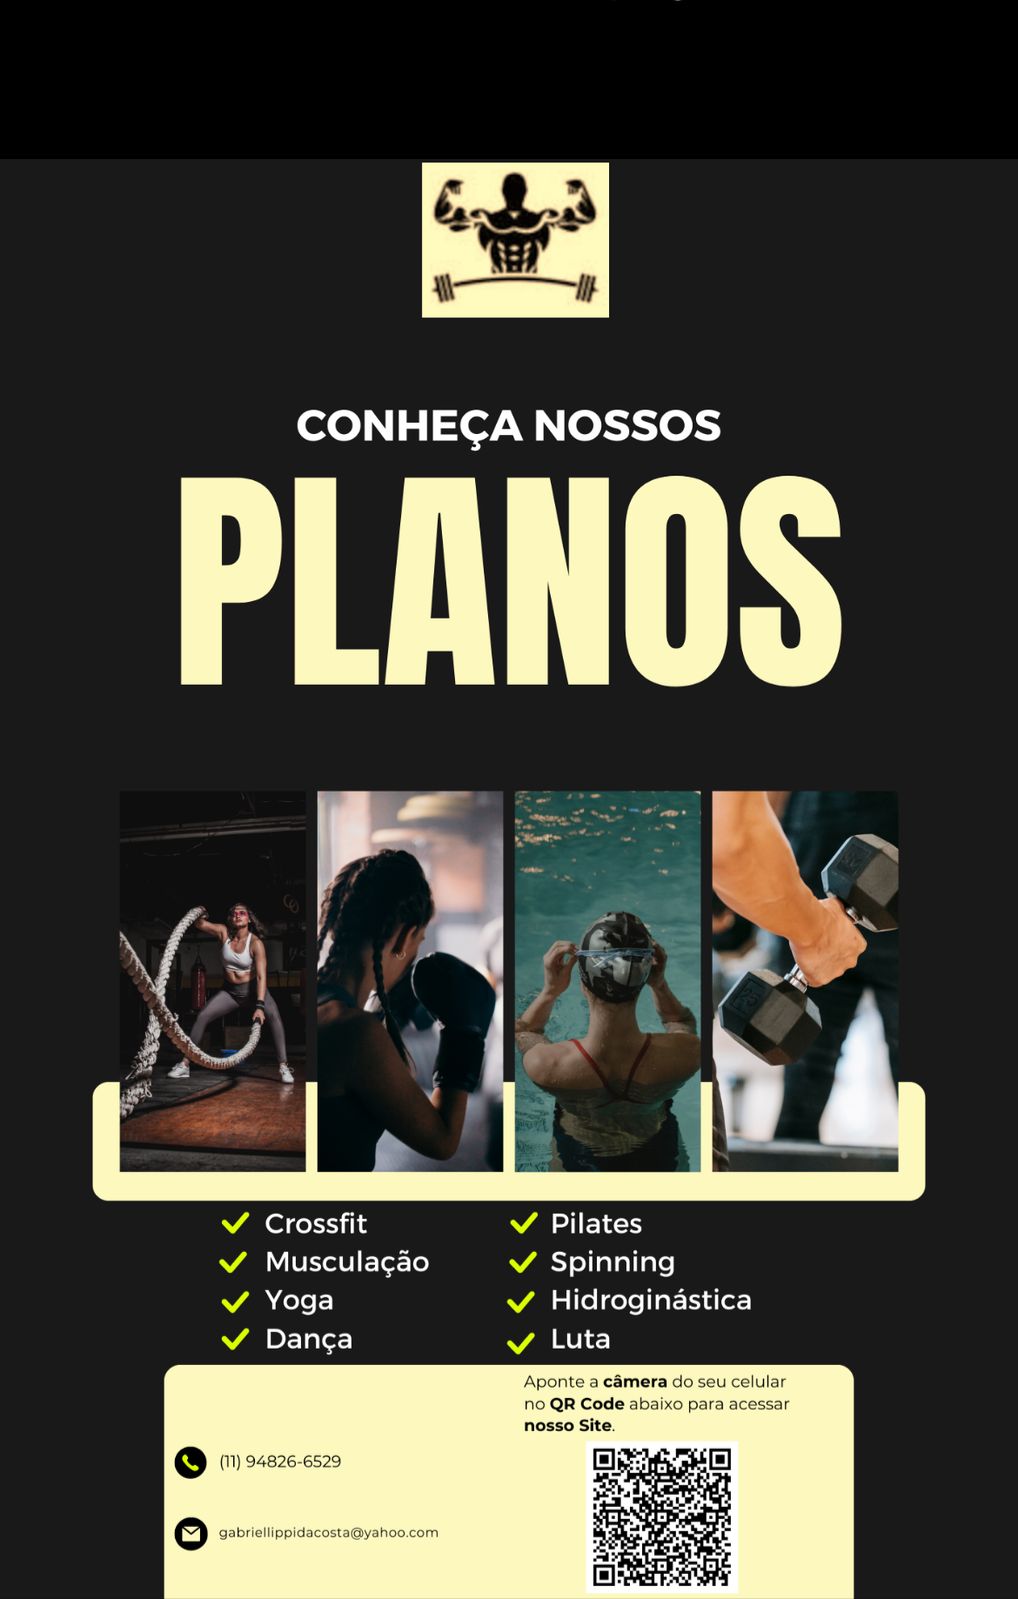 CONHEÇA NOSSOS
PLANOS
Crossfit
Musculação
Yoga
Dança
Pilates
Spinning
Hidroginástica
Luta
Aponte a câmera do seu celular
no QR Code abaixo para acessar
nosso Site.
(11) 94826-6529
gabriellippidacosta@yahoo.com